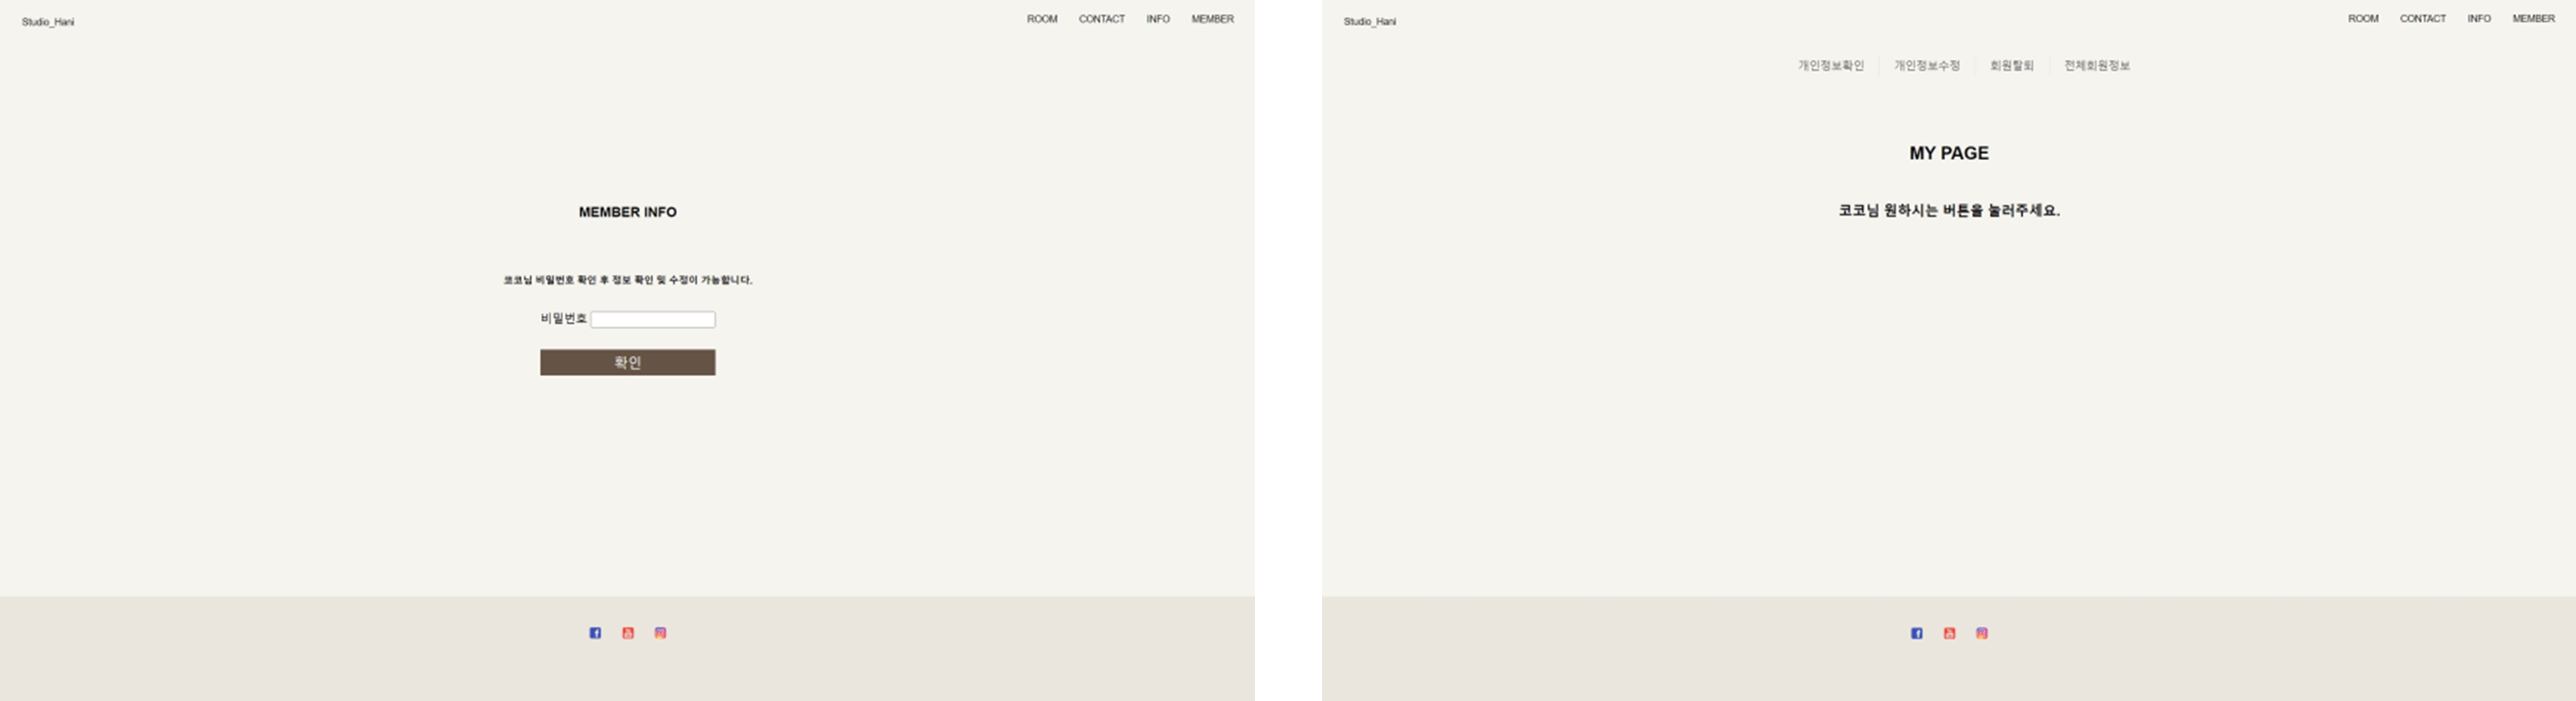 Studio_Hani
ROOM CONTACT INFO MEMBER
MEMBER INFO
코코님 비밀번호 확인 후 정보 확인 및 수정이 가능합니다.
비밀번호
확인
Studio_Hani
ROOM CONTACT INFO MEMBER
개인정보확인 개인정보수정 회원탈퇴 전체회원정보
MY PAGE
코코님 원하시는 버튼을 눌러주세요.